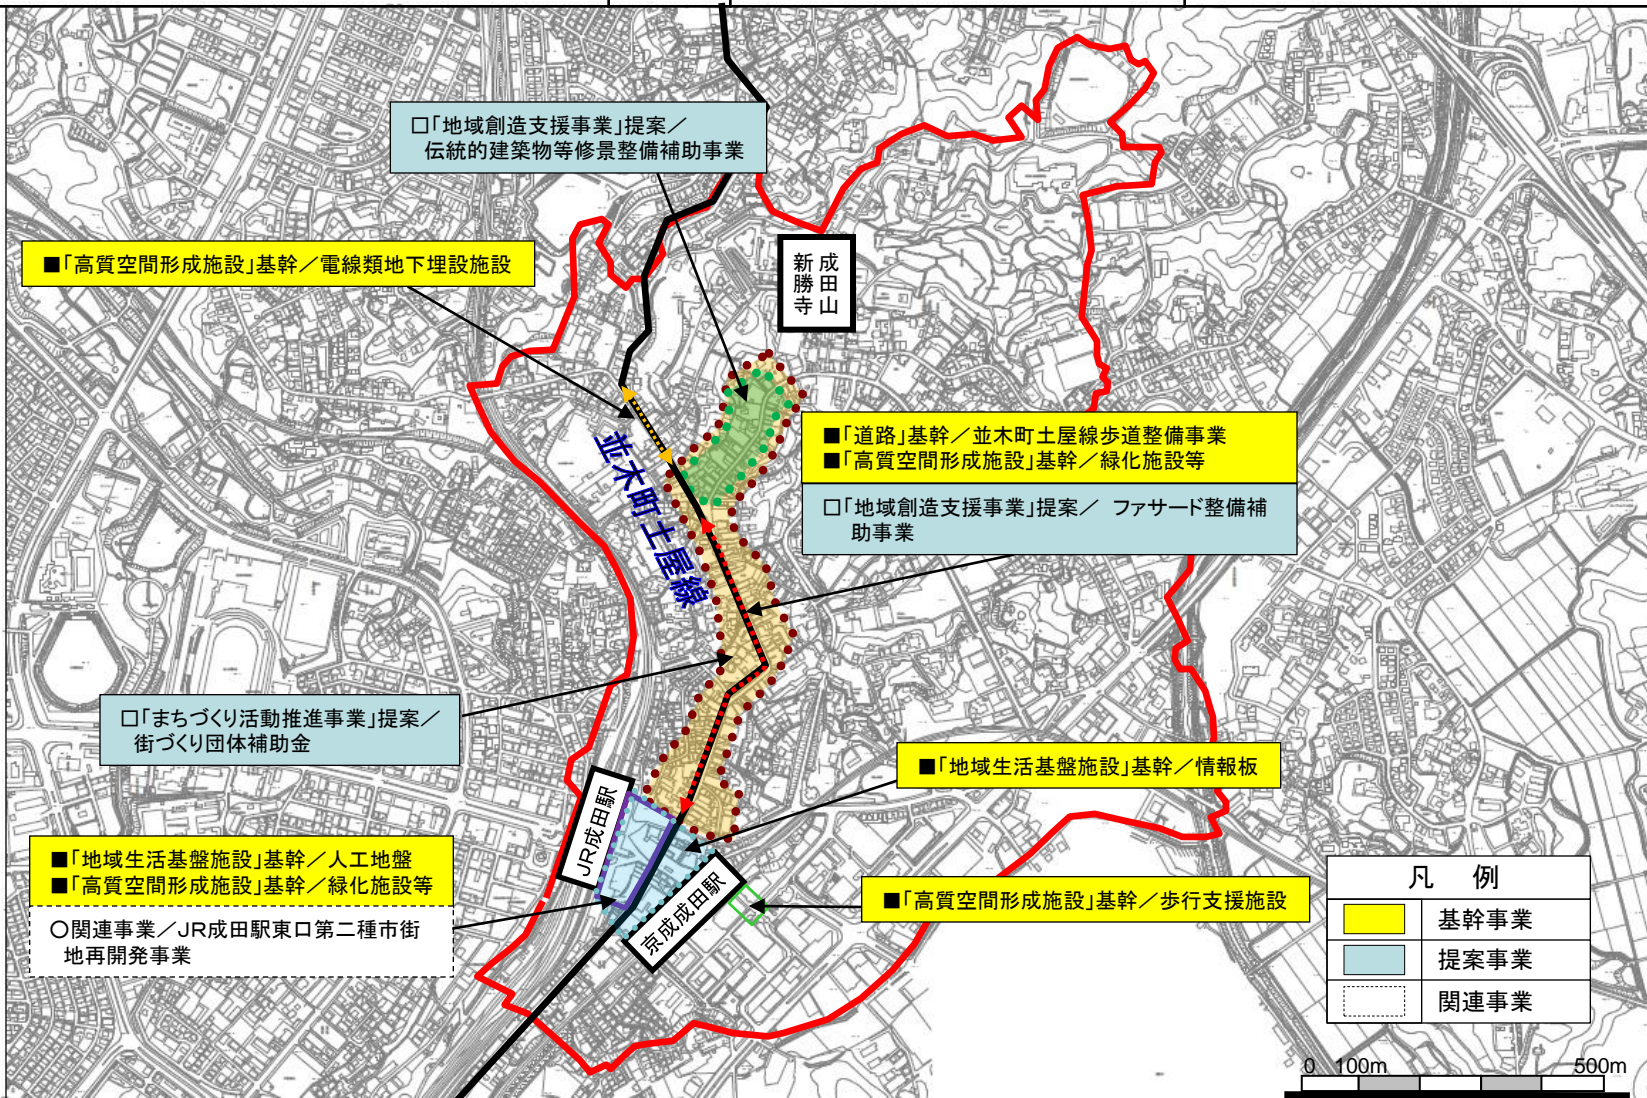 □「地域創造支援事業」提案／
伝統的建築物等修景整備補助事業
■「高質空間形成施設」基幹／電線類地下埋設施設
成田山
新勝寺
■「道路」基幹／並木町土屋線歩道整備事業
■「高質空間形成施設」基幹／緑化施設等
□「地域創造支援事業」提案／ ファサード整備補
助事業
並木町土屋線
□「まちづくり活動推進事業」提案／
街づくり団体補助金
■「地域生活基盤施設」基幹／情報板
JR成田駅
■「地域生活基盤施設」基幹／人工地盤
■「高質空間形成施設」基幹／緑化施設等
○関連事業／JR成田駅東口第二種市街
地再開発事業
京成成田駅
■「高質空間形成施設」基幹／歩行支援施設
凡 例
基幹事業
提案事業
関連事業
0 100m 500m